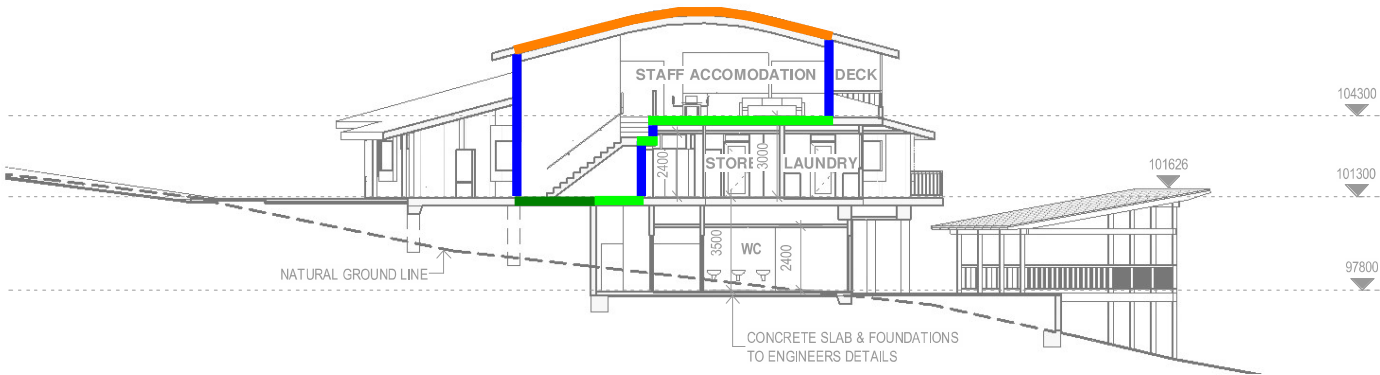 STAFF ACCOMODATION
DECK
104300
2400
STORE
3000
LAUNDRY
101626
101300
3500
WC
2400
NATURAL GROUND LINE
97800
CONCRETE SLAB & FOUNDATIONS
TO ENGINEERS DETAILS